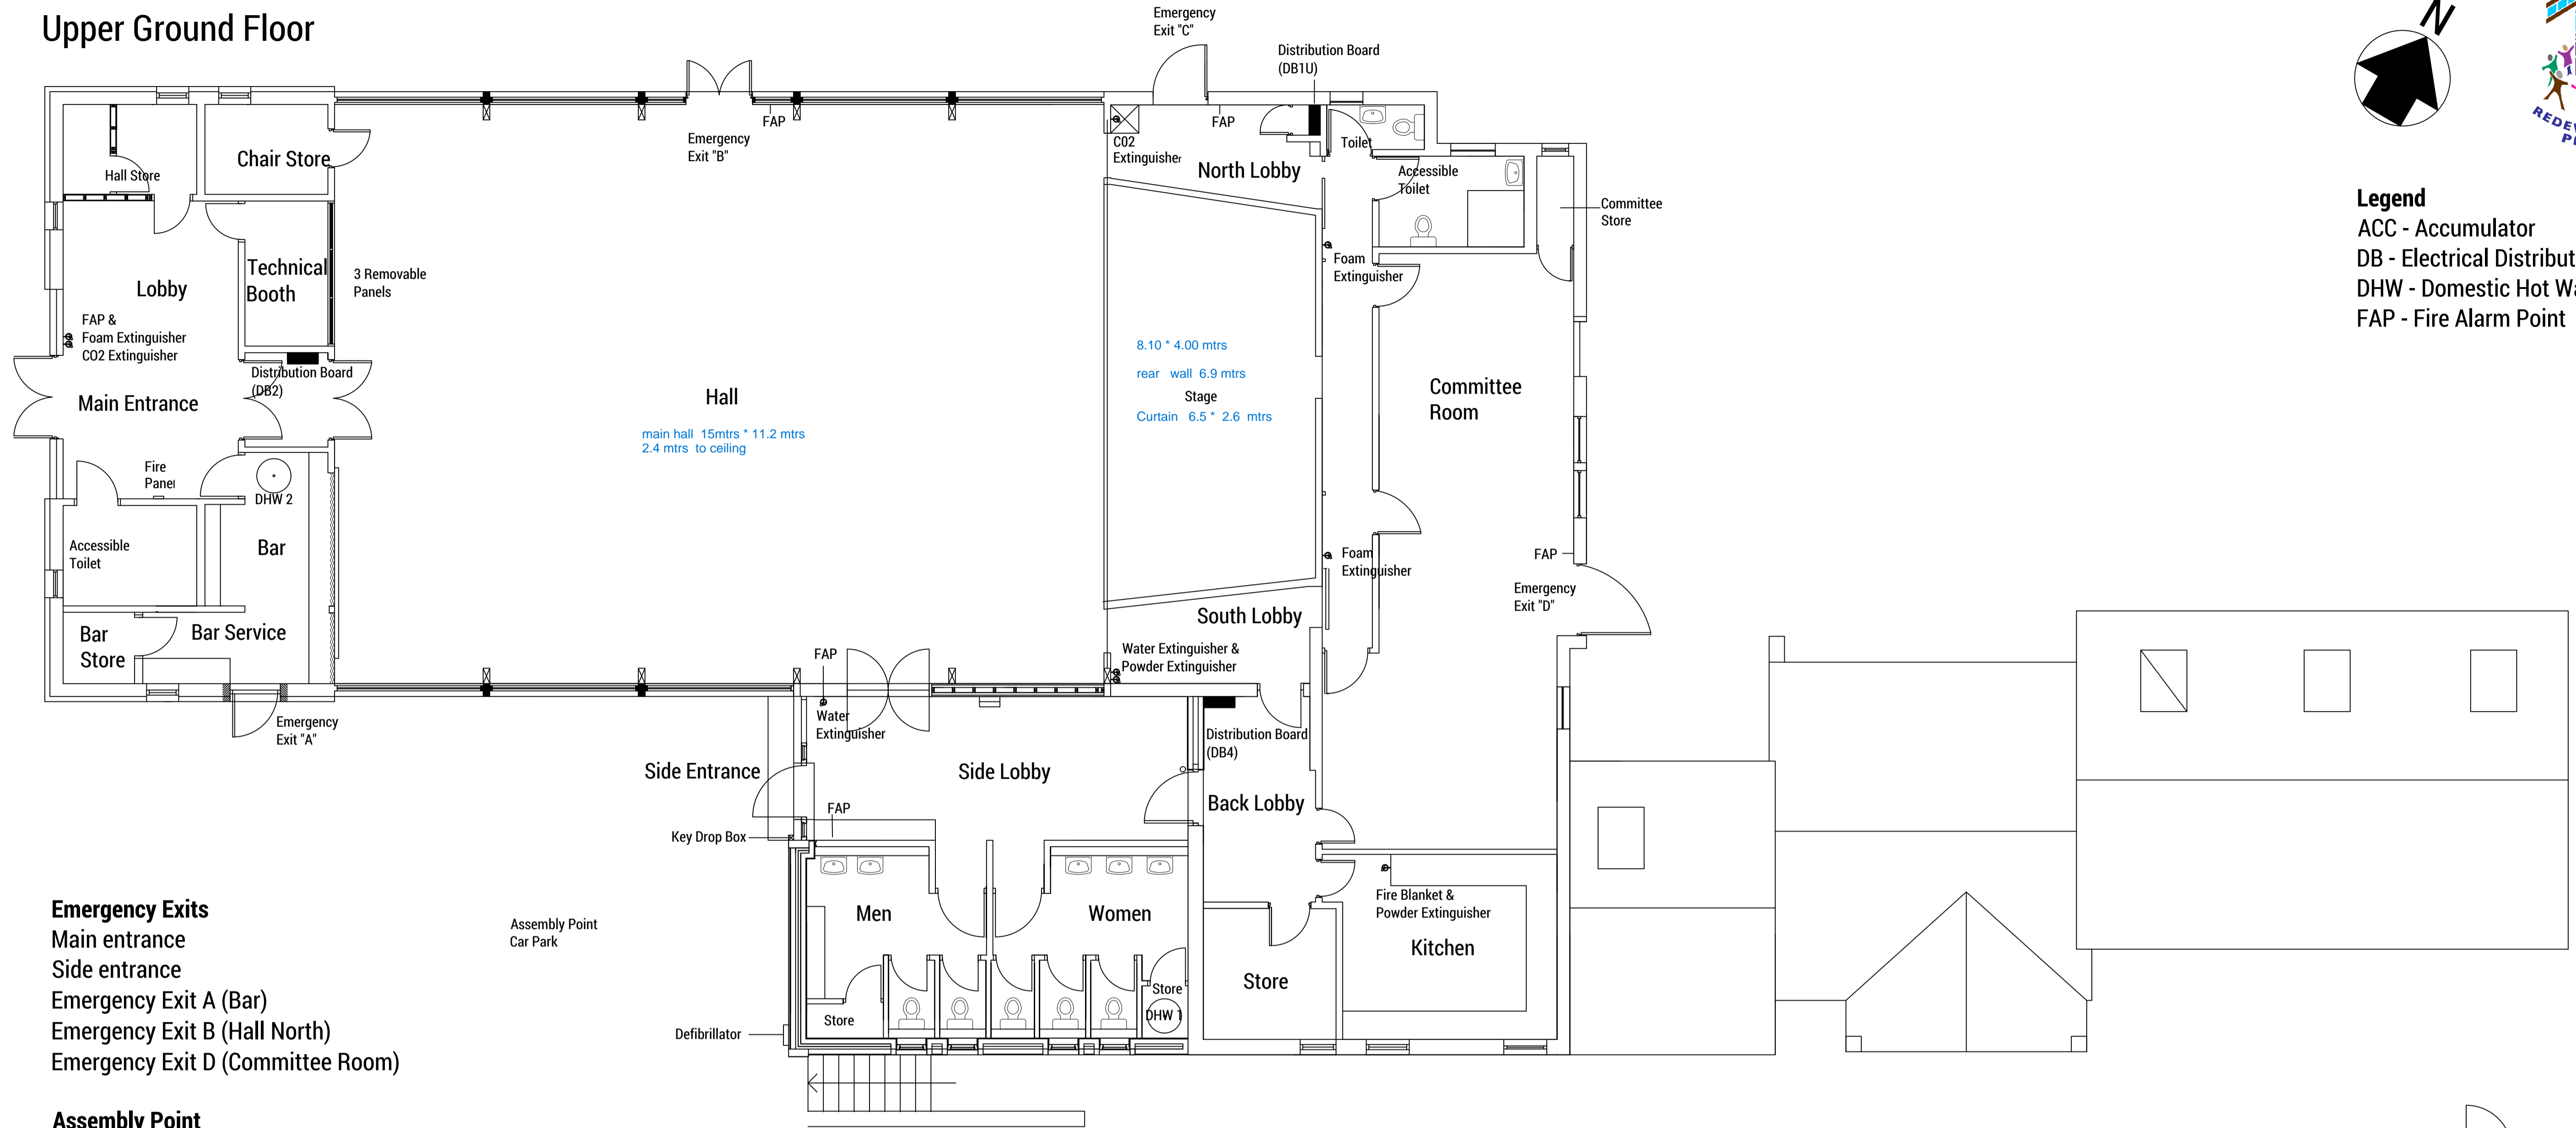 Upper Ground Floor
Emergency
Exit "C"
Distribution Board
(DB1U)
N
FAP
Emergency
Exit "B"
FAP
C02
Extinguisher
Toilet
Chair Store
Hall Store
North Lobby
Accessible
Toilet
Committee
Store
Legend
ACC - Accumulator
DB - Electrical
DHW - Domestic Hot
FAP - Fire Alarm Point
Technical
Booth
3 Removable
Panels
Lobby
Foam
Extinguisher
FAP &
Foam Extinguisher
CO2 Extinguisher
Distribution Board
(DB2)
Main Entrance
Hall
main hall 15mtrs * 11.2 mtrs
2.4 mtrs to ceiling
8.10 * 4.00 mtrs
rear wall 6.9 mtrs
Stage
Curtain 6.5 * 2.6 mtrs
Committee
Room
Fire
Panel
DHW 2
Accessible
Toilet
Bar
Foam
Extinguisher
FAP
Emergency
Exit "D"
Bar
Store
Bar Service
South Lobby
FAP
Water Extinguisher &
Powder Extinguisher
Emergency
Exit "A"
Water
Extinguisher
Distribution Board
(DB4)
Side Entrance
Side Lobby
Back Lobby
FAP
Key Drop Box
Men
Women
Fire Blanket &
Powder Extinguisher
Kitchen
Assembly Point
Car Park
Store
Store
DHW 1
Store
Defibrillator
Emergency Exits
Main entrance
Side entrance
Emergency Exit A (Bar)
Emergency Exit B (Hall North)
Emergency Exit D (Committee Room)
Assembly Point